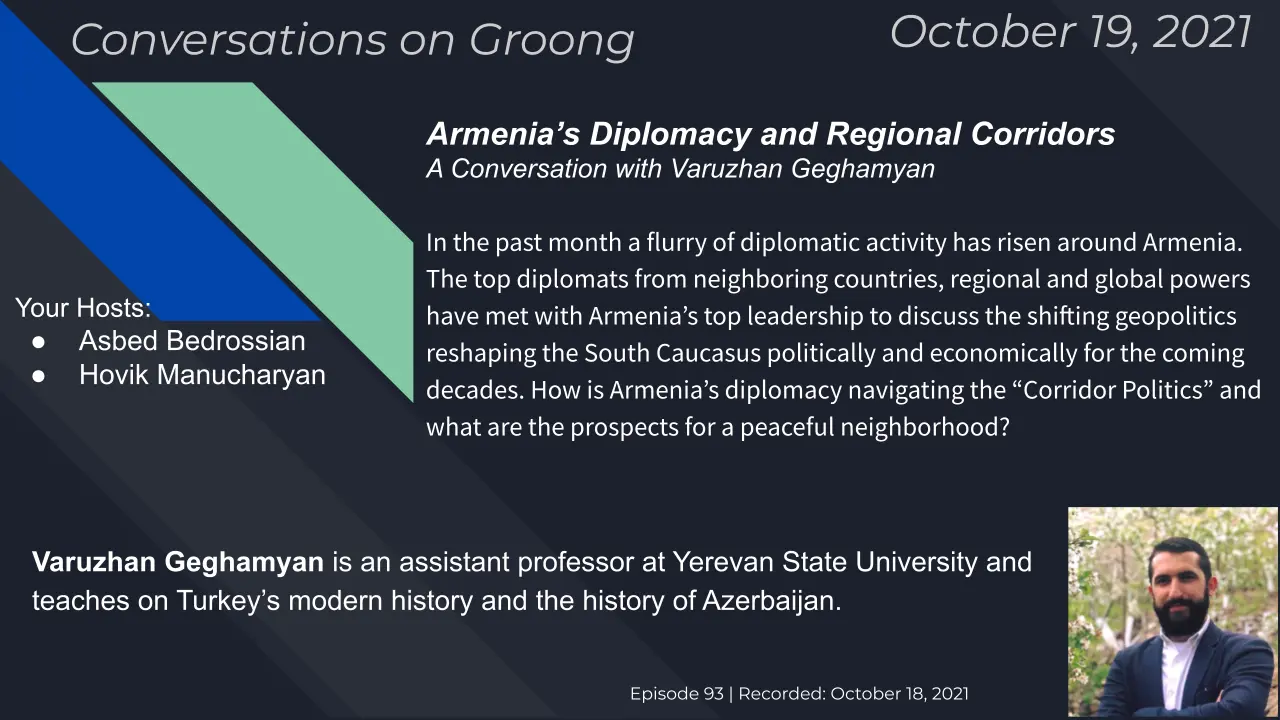 Conversations on Groong
October 19, 2021
Armenia’s Diplomacy and Regional Corridors
A Conversation with Varuzhan Geghamyan
In the past month a flurry of diplomatic activity has risen around Armenia.
The top diplomats from neighboring countries, regional and global powers
have met with Armenia’s top leadership to discuss the shifting geopolitics
reshaping the South Caucasus politically and economically for the coming
decades. How is Armenia’s diplomacy navigating the “Corridor Politics” and
what are the prospects for a peaceful neighborhood?
Your Hosts:
● Asbed Bedrossian
● Hovik Manucharyan
Varuzhan Geghamyan is an assistant professor at Yerevan State University and
teaches on Turkey’s modern history and the history of Azerbaijan.
Episode 93 | Recorded: October 18, 2021